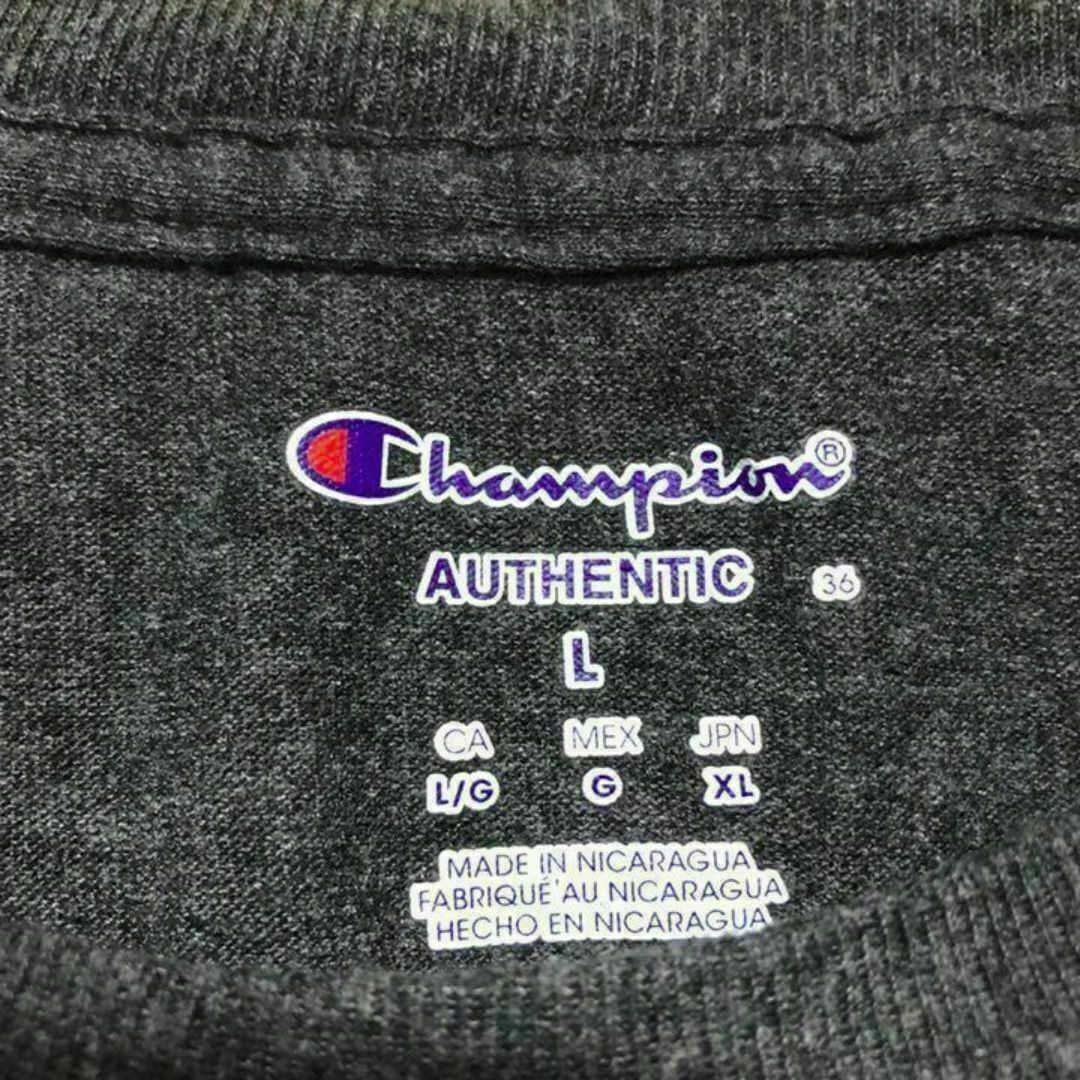 Champion®
AUTHENTIC 36
L
CA MEX JPN
L/G G XL
MADE IN NICARAGUA
FABRIQUÉ AU NICARAGUA
HECHO EN NICARAGUA